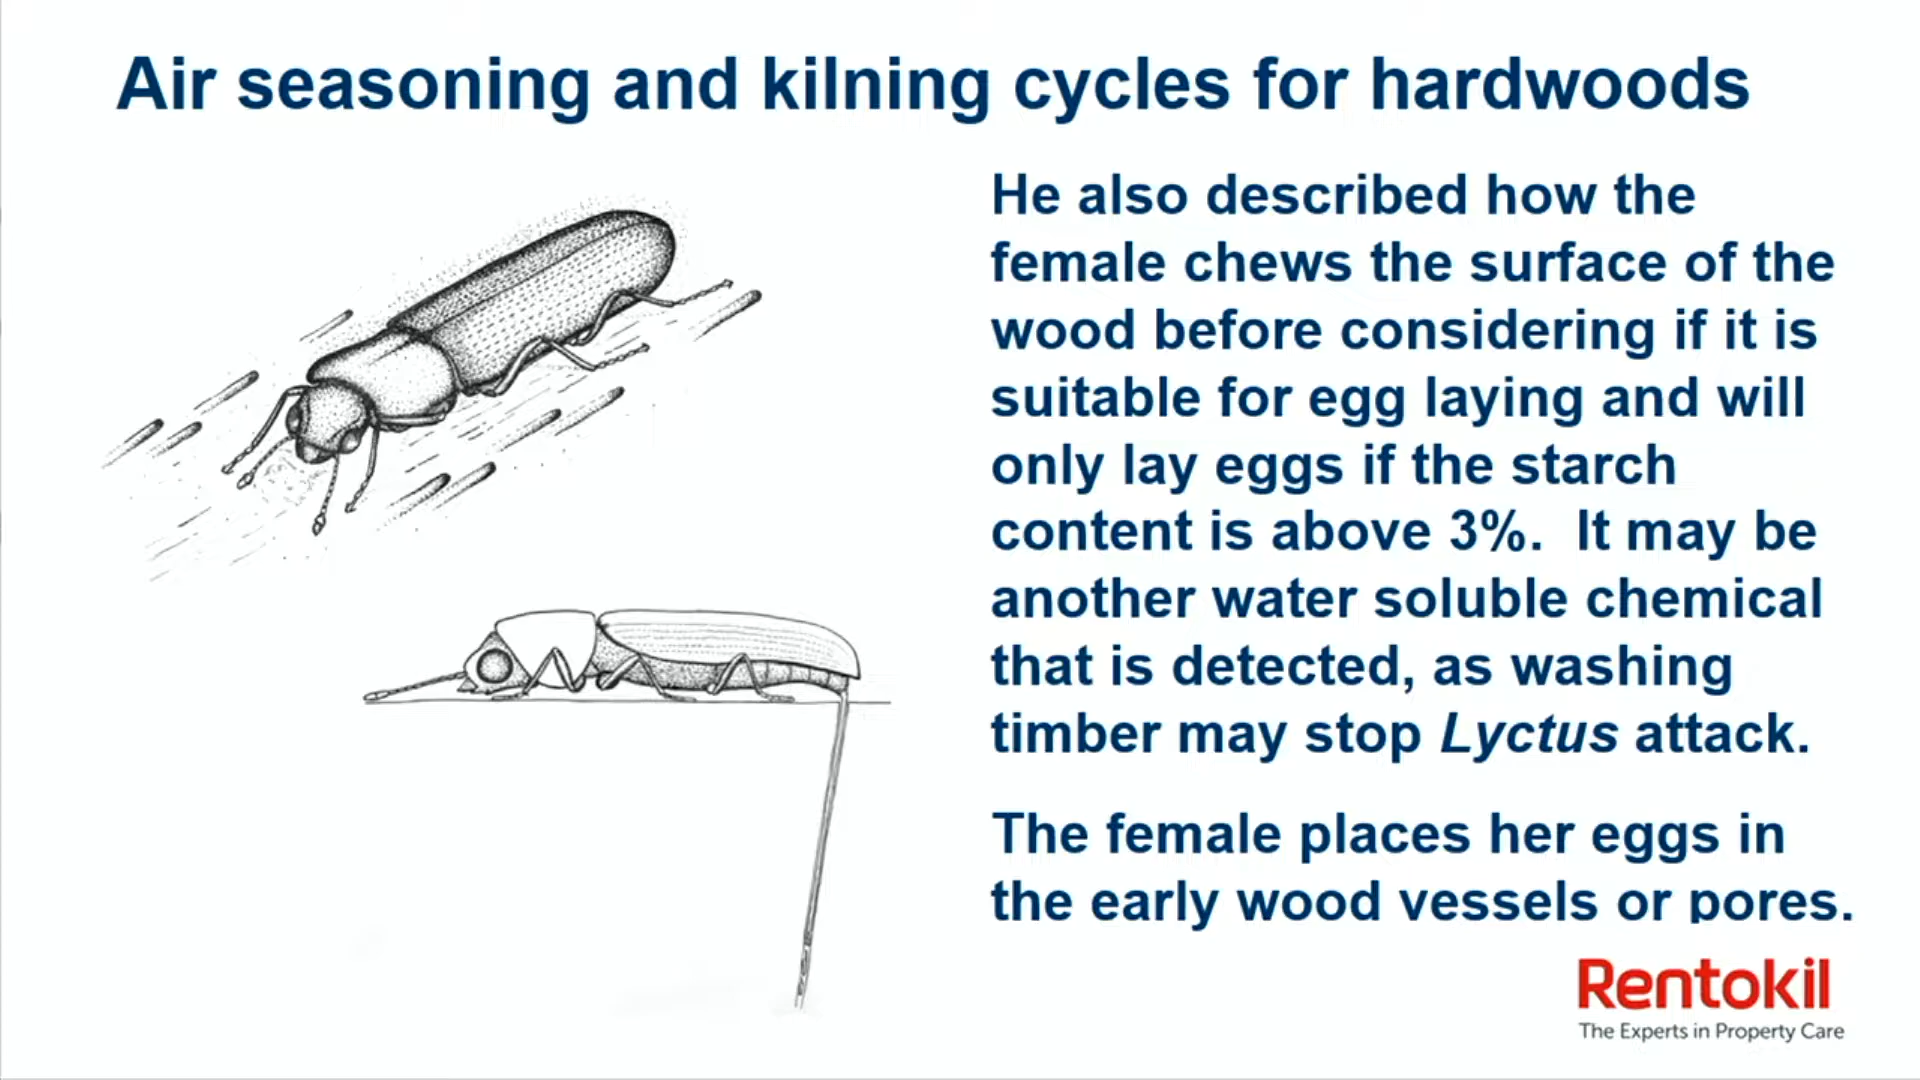 Air seasoning and kilning cycles for hardwoods
He also described how the
female chews the surface of the
wood before considering if it is
suitable for egg laying and will
only lay eggs if the starch
content is above 3%.  It may be
another water soluble chemical
that is detected, as washing
timber may stop Lyctus attack.
The female places her eggs in
the early wood vessels or pores.
Rentokil
The Experts in Property Care